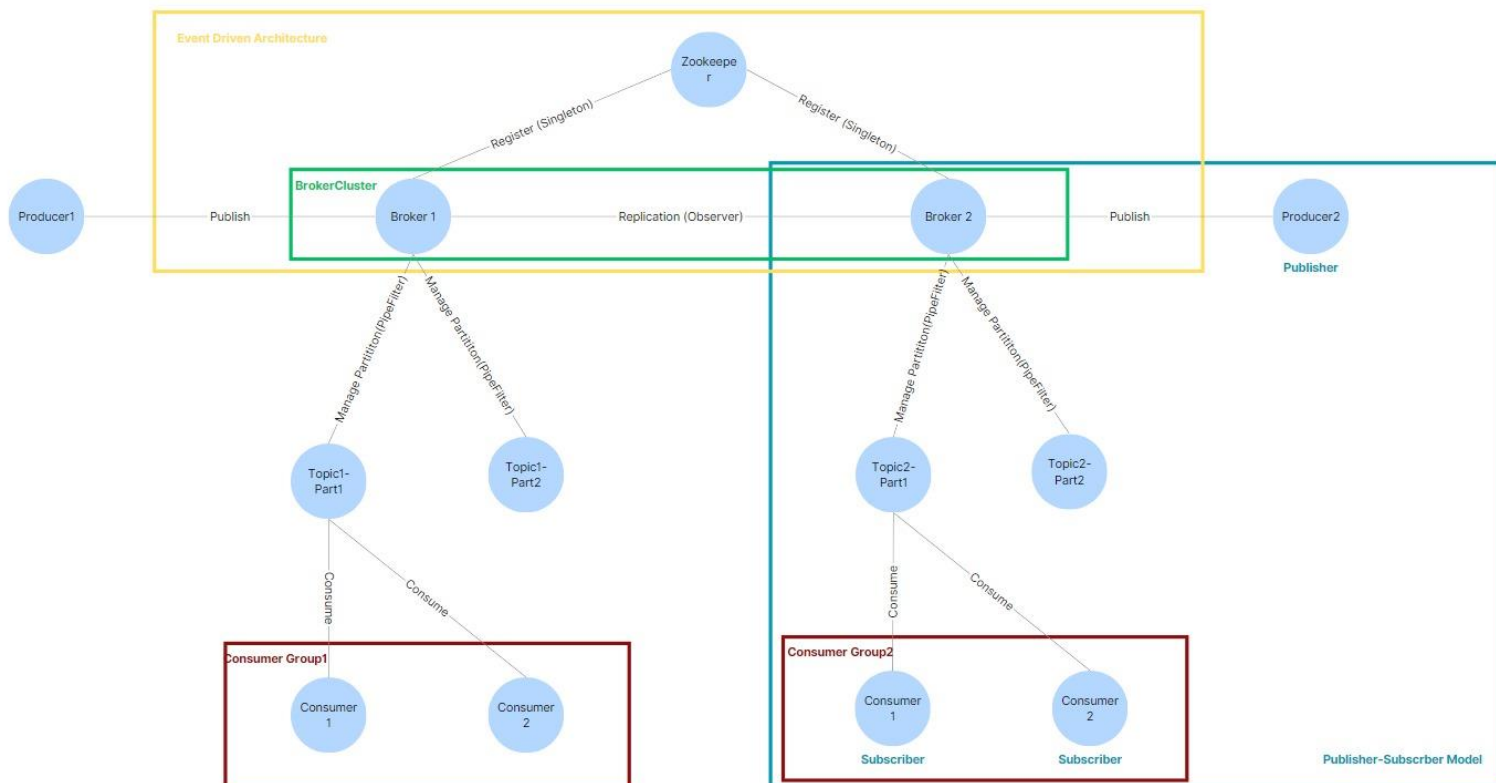 Event Driven Architecture
Zookeepe
r
Register (Singleton)
Register (Singleton)
BrokerCluster
Producer1
Publish
Broker 1
Replication (Observer)
Broker 2
Publish
Producer2
Publisher
Manage Partititon(PipeFilter)
Manage Partititon(PipeFilter)
Manage Partititon(PipeFilter)
Manage Partititon(PipeFilter)
Topic1-
Part1
Topic1-
Part2
Topic2-
Part1
Topic2-
Part2
Consume
Consume
Consume
Consume
Consumer Group1
Consumer
1
Consumer
2
Consumer Group2
Consumer
1
Consumer
2
Subscriber
Subscriber
Publisher-Subscrber Model